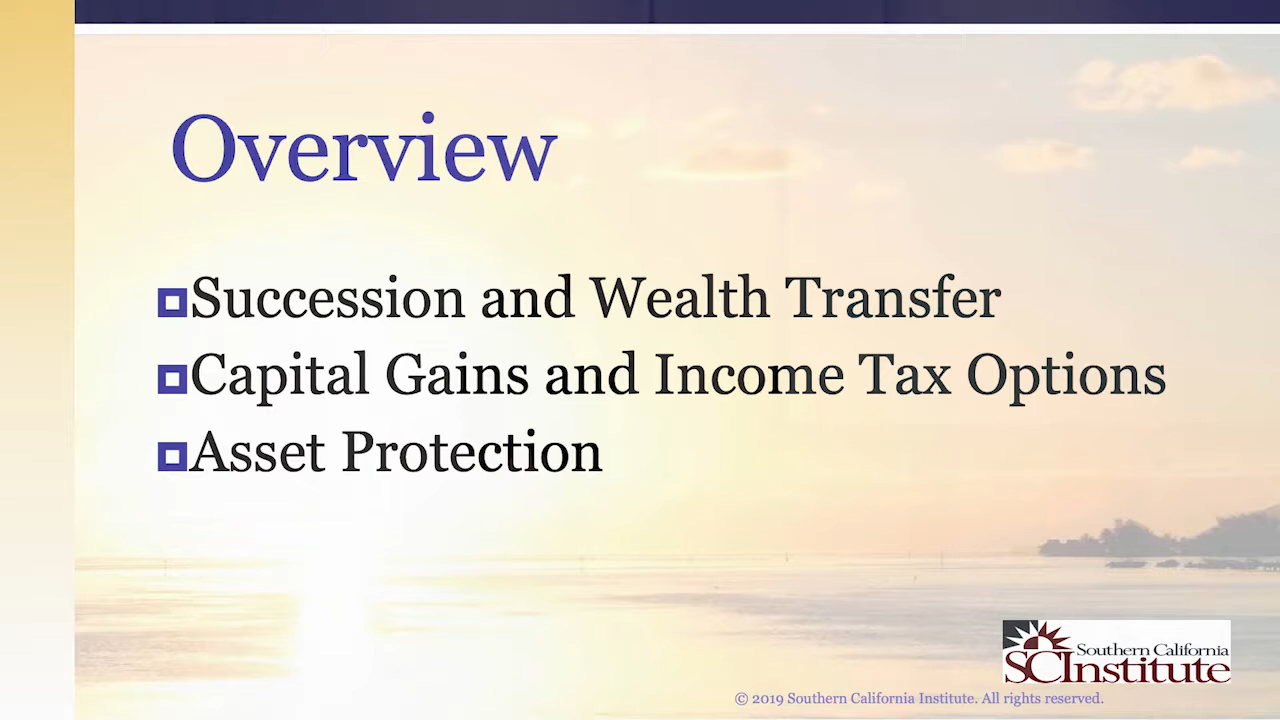 Overview
Succession and Wealth Transfer
Capital Gains and Income Tax Options
Asset Protection
Southern California
SCInstitute
© 2019 Southern California Institute. All rights reserved.